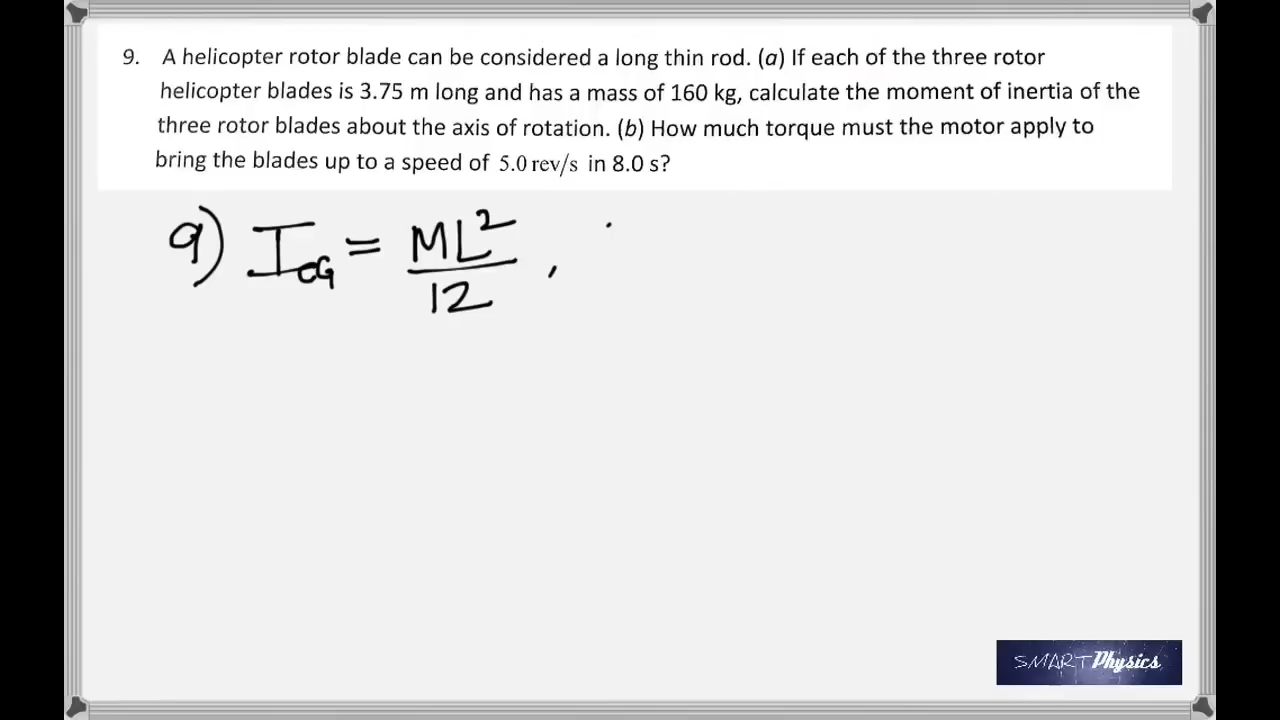 9. A helicopter rotor blade can be considered a long thin rod. (a) If each of the three rotor
helicopter blades is 3.75 m long and has a mass of 160 kg, calculate the moment of inertia of the
three rotor blades about the axis of rotation. (b) How much torque must the motor apply to
bring the blades up to a speed of 5.0 rev/s in 8.0 s?
a) I_CG = ML²/12 ,
SMART Physics